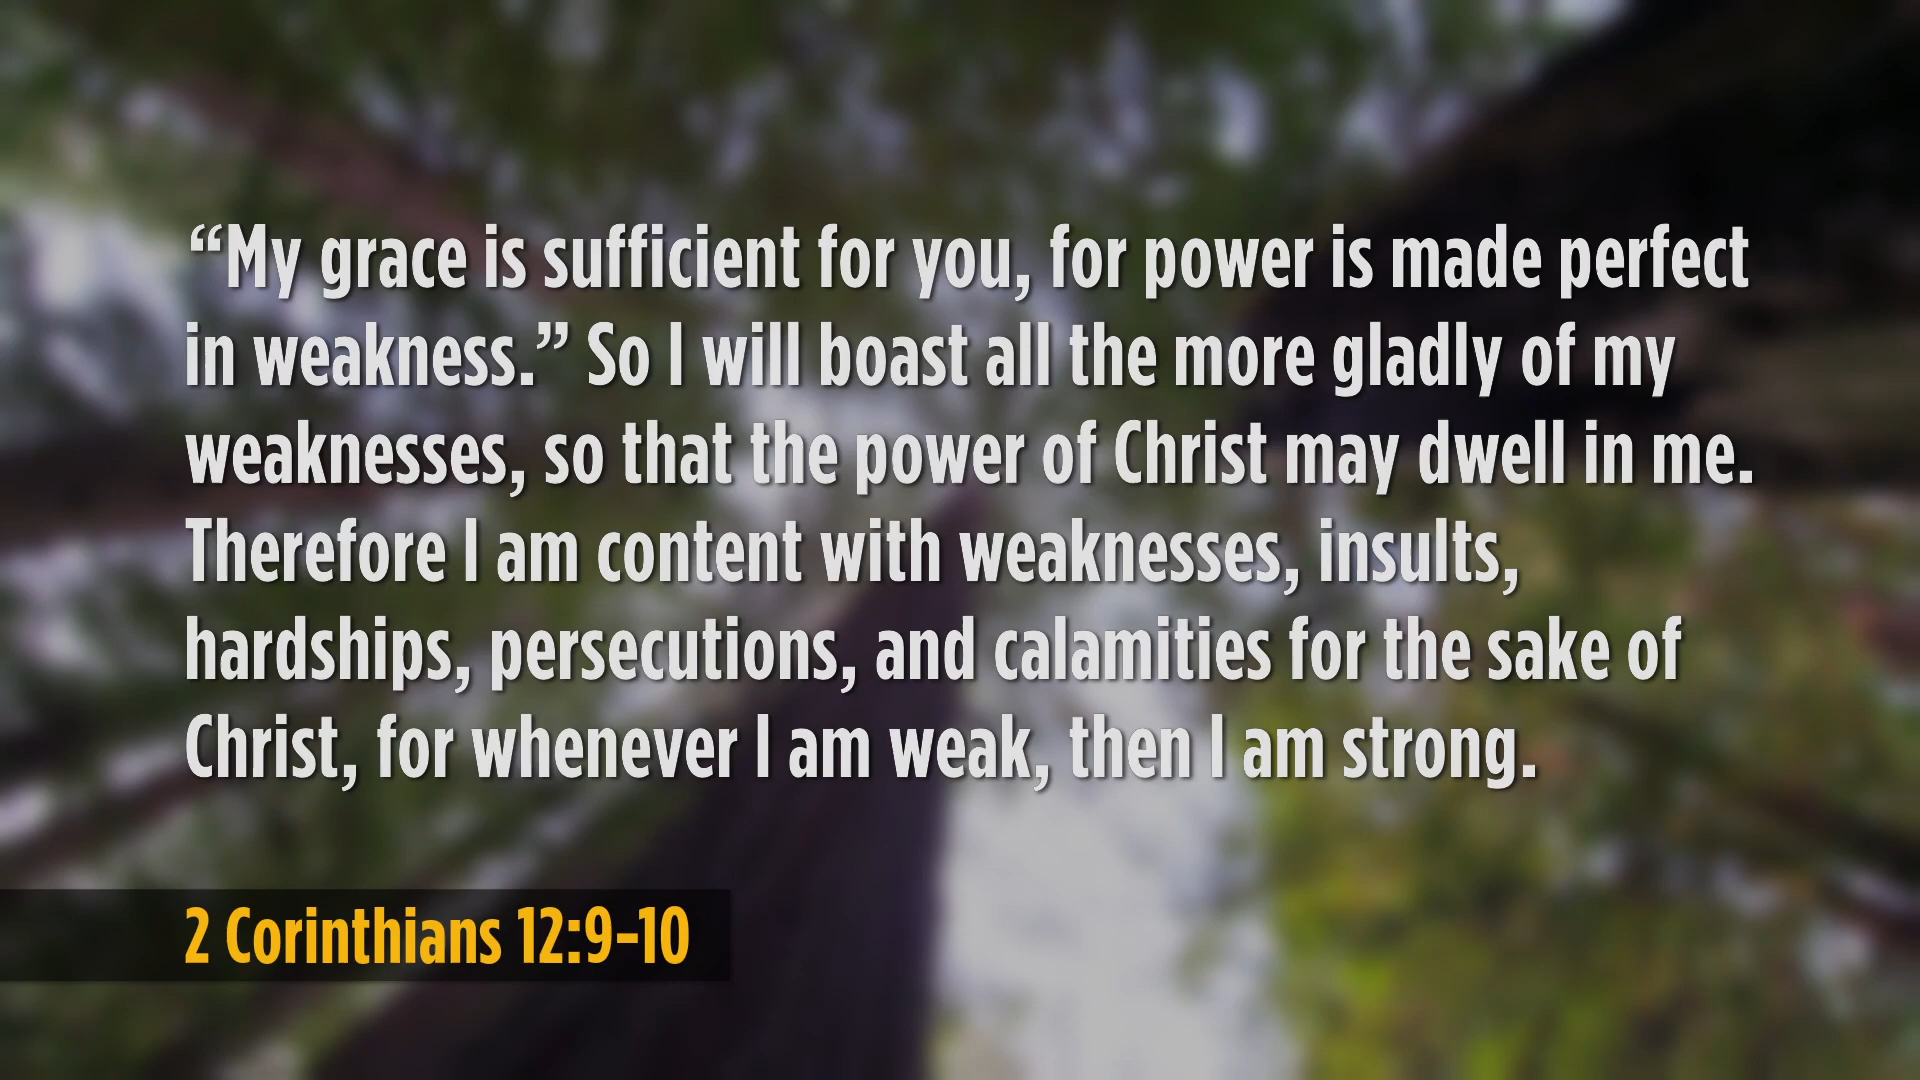 “My grace is sufficient for you, for power is made perfect
in weakness.” So I will boast all the more gladly of my
weaknesses, so that the power of Christ may dwell in me.
Therefore I am content with weaknesses, insults,
hardships, persecutions, and calamities for the sake of
Christ, for whenever I am weak, then I am strong.
2 Corinthians 12:9–10